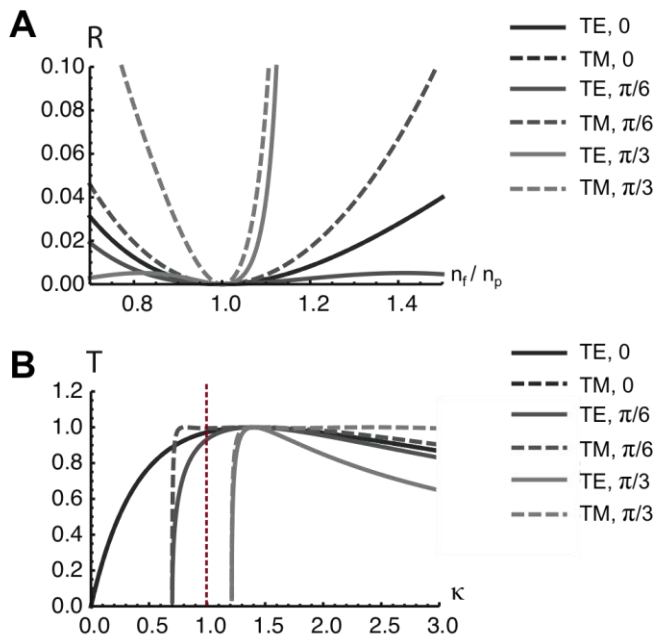 A
R
0.10
0.08
0.06
0.04
0.02
0.00
0.8 1.0 1.2 1.4
n_f / n_p
TE, 0
TM, 0
TE, π/6
TM, π/6
TE, π/3
TM, π/3
B
T
1.2
1.0
0.8
0.6
0.4
0.2
0.0
0.0 0.5 1.0 1.5 2.0 2.5 3.0
κ
TE, 0
TM, 0
TE, π/6
TM, π/6
TE, π/3
TM, π/3